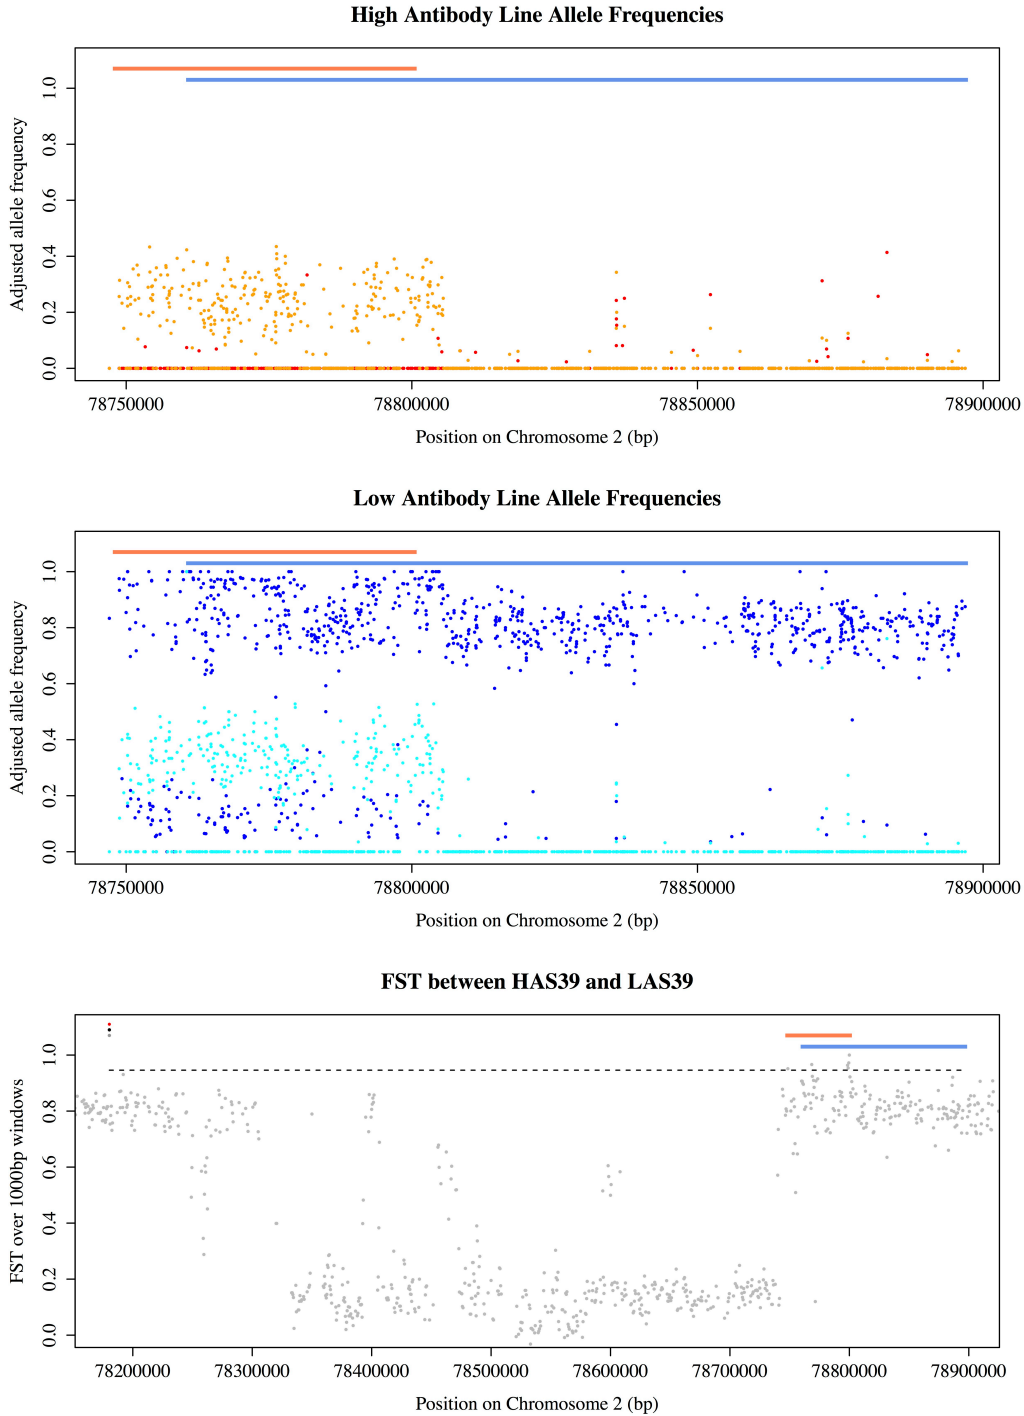 High Antibody Line Allele Frequencies
Adjusted allele frequency
0.0 0.2 0.4 0.6 0.8 1.0
78750000 78800000 78850000 78900000
Position on Chromosome 2 (bp)
Low Antibody Line Allele Frequencies
Adjusted allele frequency
0.0 0.2 0.4 0.6 0.8 1.0
78750000 78800000 78850000 78900000
Position on Chromosome 2 (bp)
FST between HAS39 and LAS39
FST over 1000bp windows
0.0 0.2 0.4 0.6 0.8 1.0
78200000 78300000 78400000 78500000 78600000 78700000 78800000 78900000
Position on Chromosome 2 (bp)